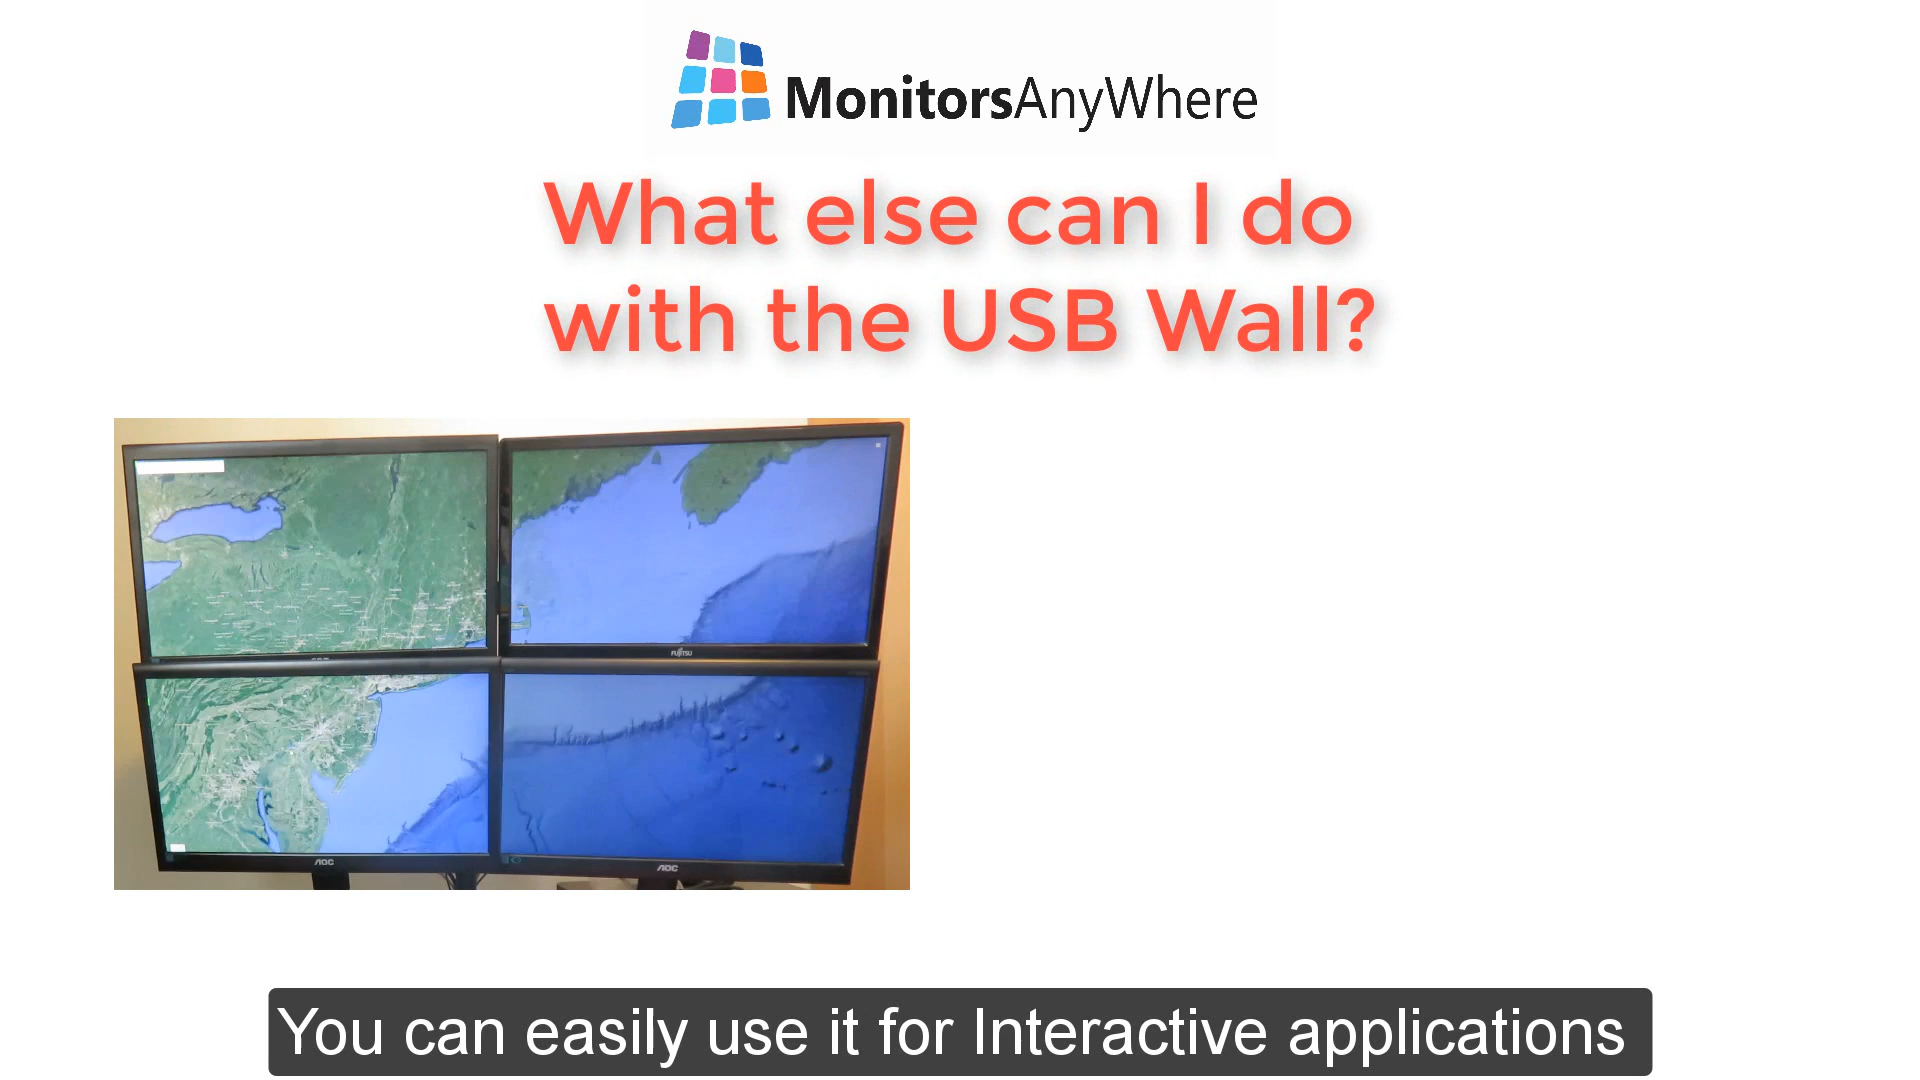 MonitorsAnyWhere
What else can I do
with the USB Wall?
FUJITSU
AOC
AOC
You can easily use it for Interactive applications